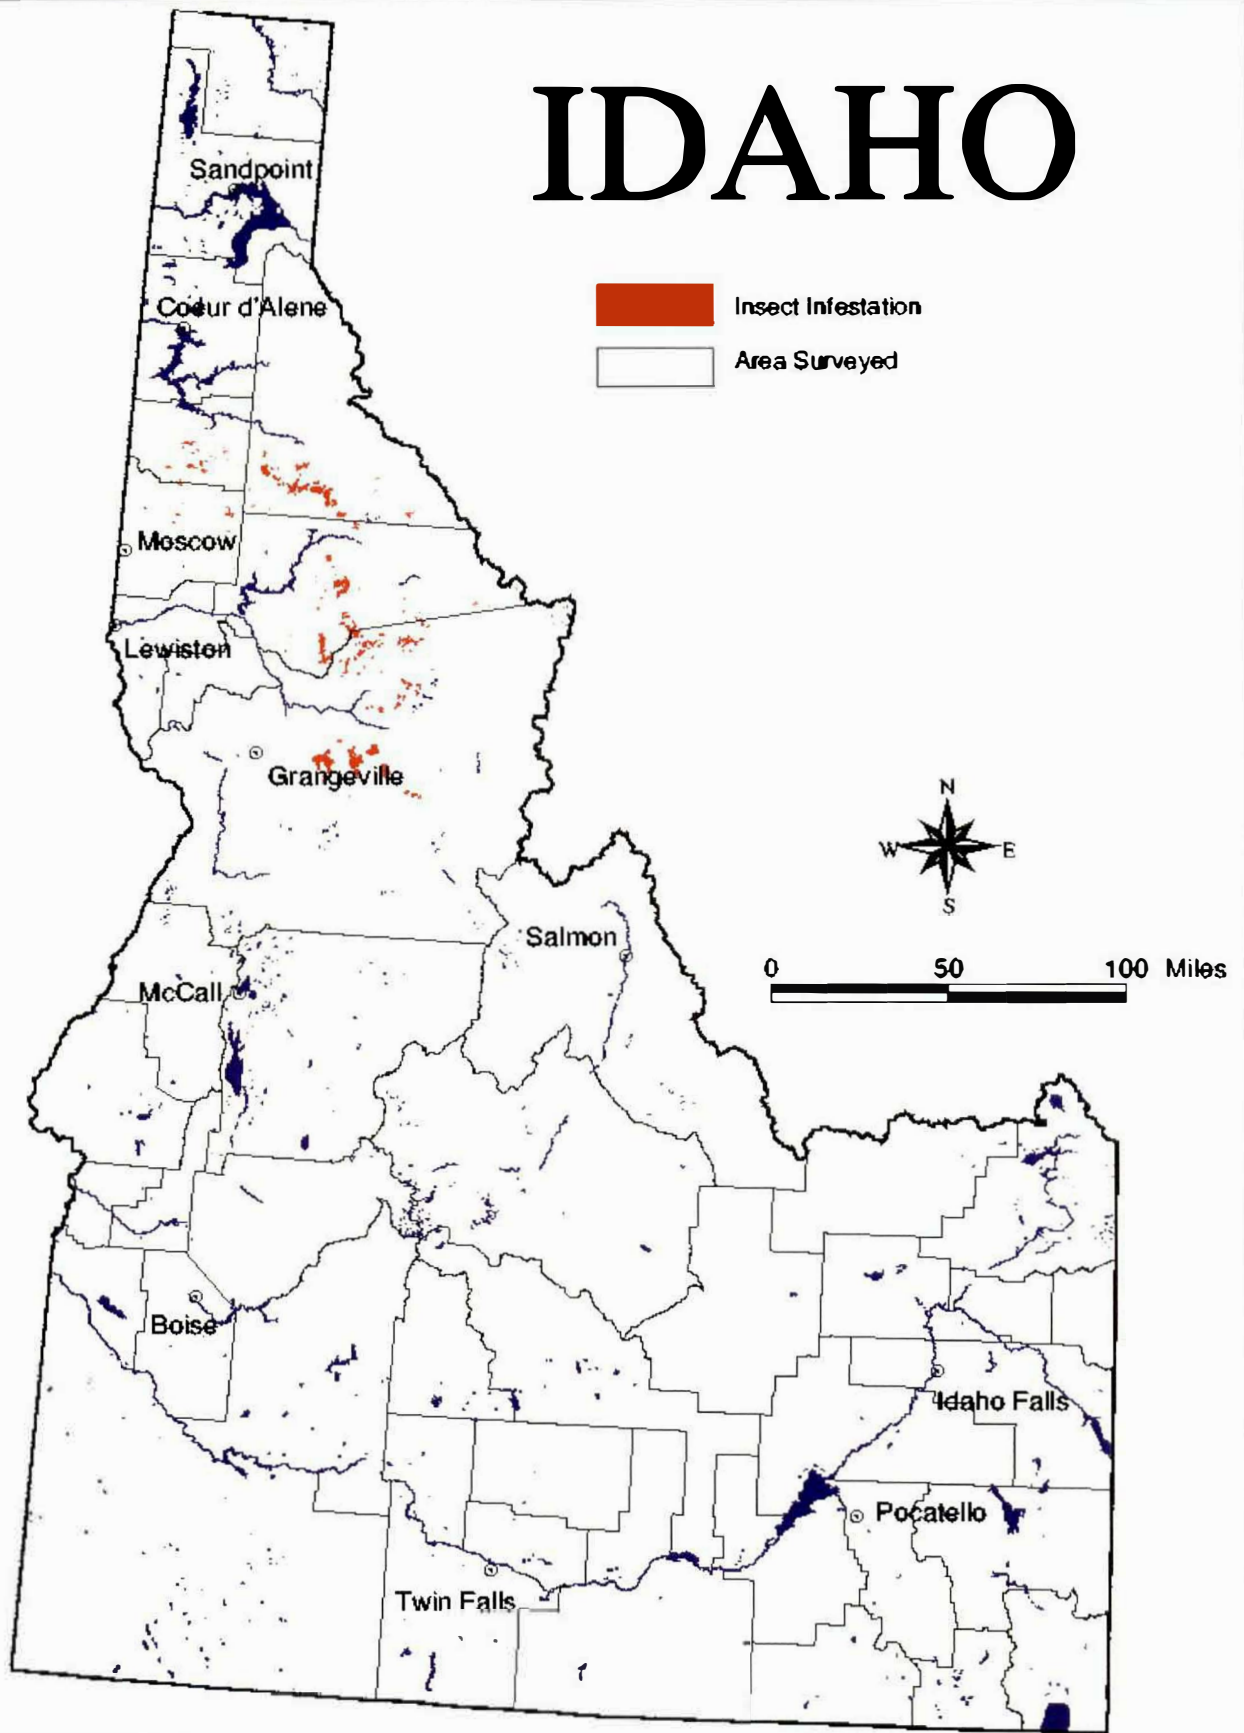 IDAHO
Sandpoint
Insect Infestation
Coeur d'Alene
Area Surveyed
Moscow
Lewiston
Grangeville
N
W E
S
Salmon
0 50 100 Miles
McCall
Boise
Idaho Falls
Pocatello
Twin Falls